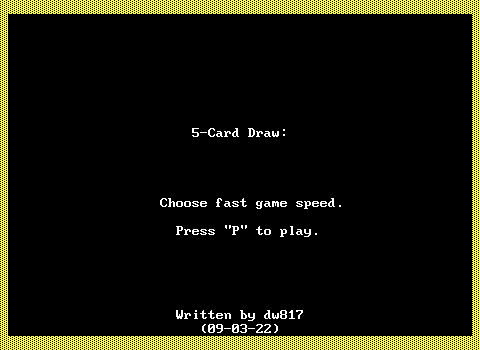 5-Card Draw:
Choose fast game speed.
Press "P" to play.
Written by dw817
(09-03-22)